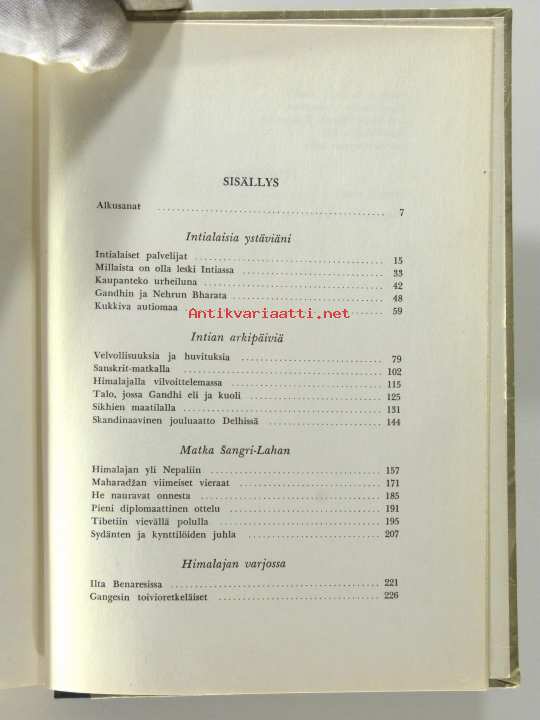 SISÄLLYS
Alkusanat ........ 7
Intialaisia ystäviäni
Intialaiset palvelijat ........ 15
Millaista on olla leski Intiassa ........ 33
Kaupanteko urheiluna ........ 42
Gandhin ja Nehrun Bharata ........ 48
Kukkiva autiomaa ........ 59
Antikvariaatti.net
Intian arkipäiviä
Velvollisuuksia ja huvituksia ........ 79
Sanskrit-matkalla ........ 102
Himalajalla vilvoittelemassa ........ 115
Talo, jossa Gandhi eli ja kuoli ........ 125
Sikhien maatilalla ........ 131
Skandinaavinen jouluaatto Delhissä ........ 144
Matka Šangri-Lahan
Himalajan yli Nepaliin ........ 157
Maharadžan viimeiset vieraat ........ 171
He nauravat onnesta ........ 185
Pieni diplomaattinen ottelu ........ 191
Tibetiin vievällä polulla ........ 195
Sydänten ja kynttilöiden juhla ........ 207
Himalajan varjossa
Ilta Benaresissa ........ 221
Gangesin toivioretkeläiset ........ 226